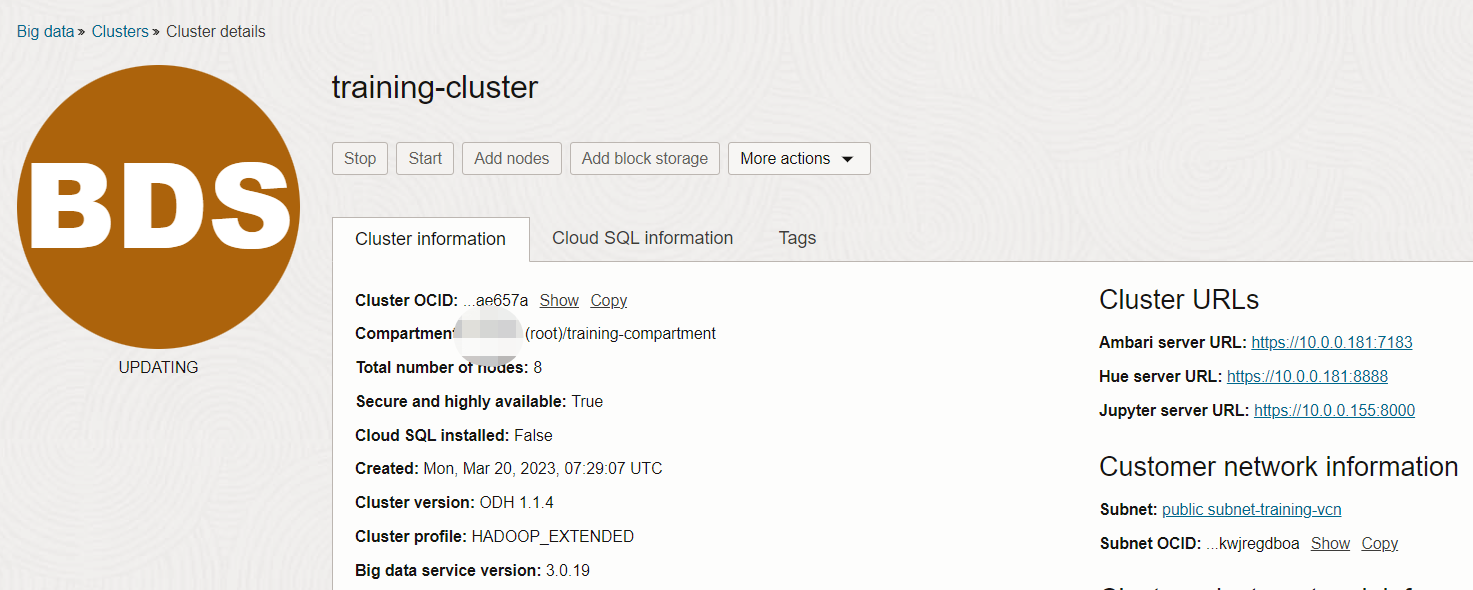 Big data » Clusters » Cluster details
BDS
UPDATING
training-cluster
Stop Start Add nodes Add block storage More actions
Cluster information Cloud SQL information Tags
Cluster OCID: ...ae657a Show Copy
Compartment (root)/training-compartment
Total number of nodes: 8
Secure and highly available: True
Cloud SQL installed: False
Created: Mon, Mar 20, 2023, 07:29:07 UTC
Cluster version: ODH 1.1.4
Cluster profile: HADOOP_EXTENDED
Big data service version: 3.0.19
Cluster URLs
Ambari server URL: https://10.0.0.181:7183
Hue server URL: https://10.0.0.181:8888
Jupyter server URL: https://10.0.0.155:8000
Customer network information
Subnet: public subnet-training-vcn
Subnet OCID: ...kwjregdboa Show Copy